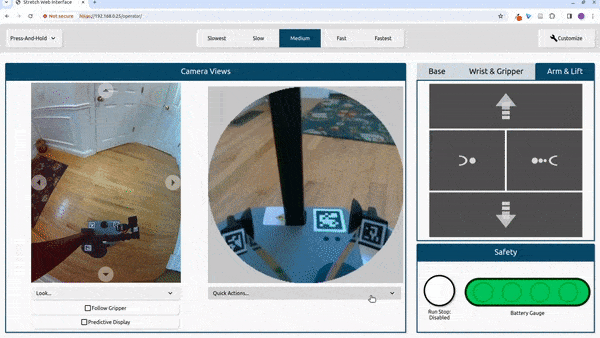 Stretch Web Interface
Not secure https://192.168.0.25/operator/
Press-And-Hold
Slowest
Slow
Medium
Fast
Fastest
Customize
Camera Views
Base
Wrist & Gripper
Arm & Lift
Look...
Quick Actions...
Follow Gripper
Predictive Display
Safety
Run Stop:
Disabled
Battery Gauge